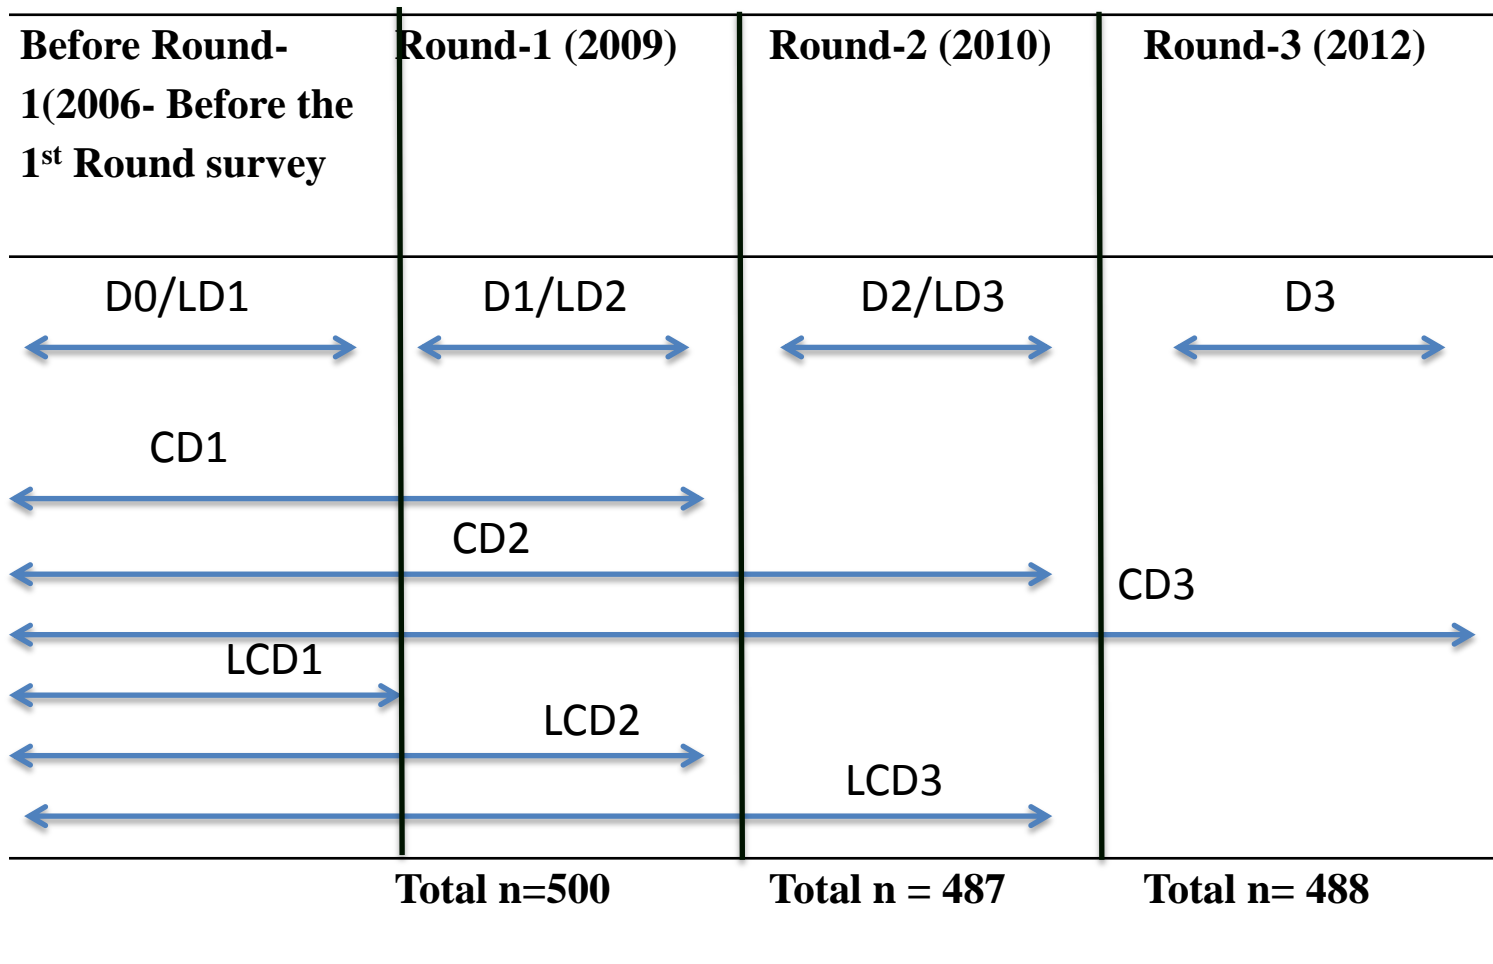 Before Round-
1(2006- Before the
1st Round survey
Round-1 (2009)
Round-2 (2010)
Round-3 (2012)
D0/LD1
D1/LD2
D2/LD3
D3
CD1
CD2
CD3
LCD1
LCD2
LCD3
Total n=500
Total n = 487
Total n= 488